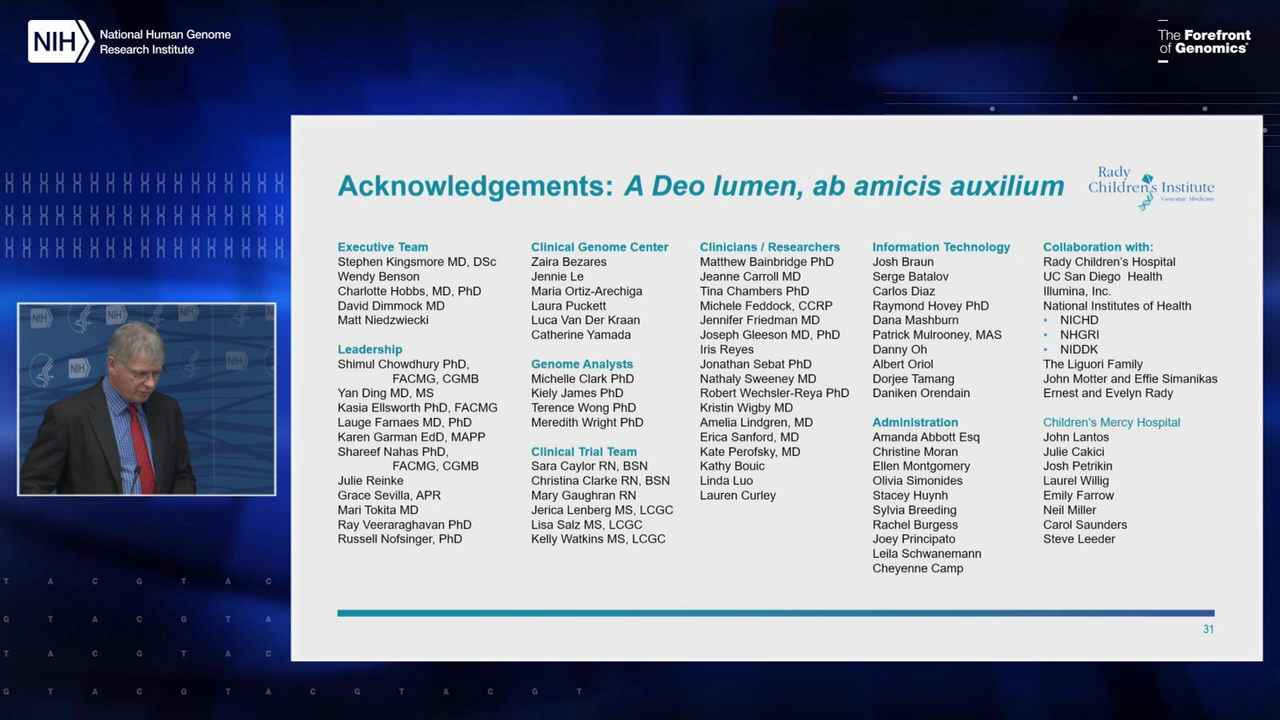 NIH
National Human Genome
Research Institute
The Forefront
of Genomics®
Acknowledgements: A Deo lumen, ab amicis auxilium
Rady
Children's Institute
Genomic Medicine
Executive Team
Stephen Kingsmore MD, DSc
Wendy Benson
Charlotte Hobbs, MD, PhD
David Dimmock MD
Matt Niedzwiecki
Leadership
Shimul Chowdhury PhD,
FACMG, CGMB
Yan Ding MD, MS
Kasia Ellsworth PhD, FACMG
Lauge Farnaes MD, PhD
Karen Garman EdD, MAPP
Shareef Nahas PhD,
FACMG, CGMB
Julie Reinke
Grace Sevilla, APR
Mari Tokita MD
Ray Veeraraghavan PhD
Russell Nofsinger, PhD
Clinical Genome Center
Zaira Bezares
Jennie Le
Maria Ortiz-Arechiga
Laura Puckett
Luca Van Der Kraan
Catherine Yamada
Genome Analysts
Michelle Clark PhD
Kiely James PhD
Terence Wong PhD
Meredith Wright PhD
Clinical Trial Team
Sara Caylor RN, BSN
Christina Clarke RN, BSN
Mary Gaughran RN
Jerica Lenberg MS, LCGC
Lisa Salz MS, LCGC
Kelly Watkins MS, LCGC
Clinicians / Researchers
Matthew Bainbridge PhD
Jeanne Carroll MD
Tina Chambers PhD
Michele Feddock, CCRP
Jennifer Friedman MD
Joseph Gleeson MD, PhD
Iris Reyes
Jonathan Sebat PhD
Nathaly Sweeney MD
Robert Wechsler-Reya PhD
Kristin Wigby MD
Amelia Lindgren, MD
Erica Sanford, MD
Kate Perofsky, MD
Kathy Bouic
Linda Luo
Lauren Curley
Information Technology
Josh Braun
Serge Batalov
Carlos Diaz
Raymond Hovey PhD
Dana Mashburn
Patrick Mulrooney, MAS
Danny Oh
Albert Oriol
Dorjee Tamang
Daniken Orendain
Administration
Amanda Abbott Esq
Christine Moran
Ellen Montgomery
Olivia Simonides
Stacey Huynh
Sylvia Breeding
Rachel Burgess
Joey Principato
Leila Schwanemann
Cheyenne Camp
Collaboration with:
Rady Children's Hospital
UC San Diego Health
Illumina, Inc.
National Institutes of Health
• NICHD
• NHGRI
• NIDDK
The Liguori Family
John Motter and Effie Simanikas
Ernest and Evelyn Rady
Children's Mercy Hospital
John Lantos
Julie Cakici
Josh Petrikin
Laurel Willig
Emily Farrow
Neil Miller
Carol Saunders
Steve Leeder
31
NIH
NIH
NIH
T A C G T A C
G T A C G T A
T A C G T A C
G T A C G T A C G T A C G T